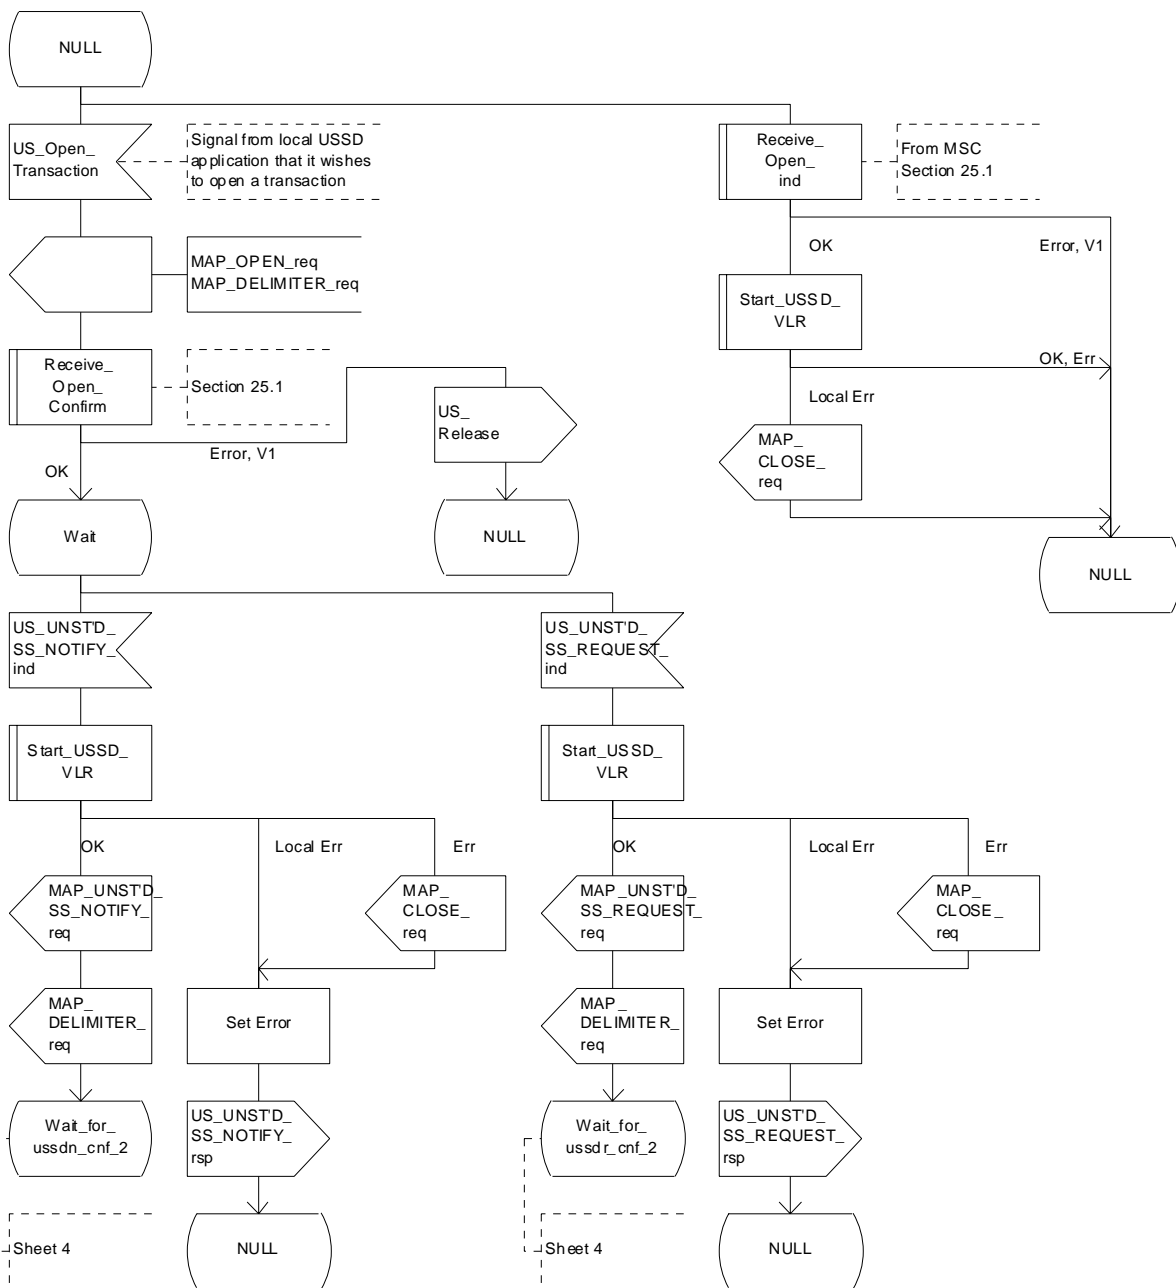 NULL
US_Open_
Transaction
Signal from local USSD
application that it wishes
to open a transaction
Receive_
Open_
ind
From MSC
Section 25.1
MAP_OPEN_req
MAP_DELIMITER_req
OK
Error, V1
Start_USSD_
VLR
Receive_
Open_
Confirm
Section 25.1
OK, Err
Local Err
US_
Release
MAP_
CLOSE_
req
Error, V1
OK
Wait
NULL
NULL
US_UNST'D_
SS_NOTIFY_
ind
US_UNST'D_
SS_REQUEST_
ind
Start_USSD_
VLR
Start_USSD_
VLR
OK
Local Err
Err
OK
Local Err
Err
MAP_UNST'D_
SS_NOTIFY_
req
MAP_
CLOSE_
req
MAP_UNST'D_
SS_REQUEST_
req
MAP_
CLOSE_
req
MAP_
DELIMITER_
req
Set Error
MAP_
DELIMITER_
req
Set Error
Wait_for_
ussdn_cnf_2
US_UNST'D_
SS_NOTIFY_
rsp
Wait_for_
ussdr_cnf_2
US_UNST'D_
SS_REQUEST_
rsp
Sheet 4
NULL
Sheet 4
NULL